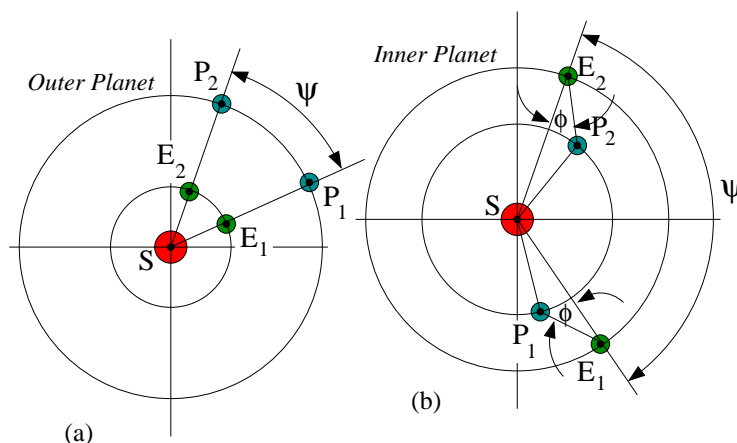 Outer Planet
P2
ψ
E2
P1
E1
S
(a)
Inner Planet
E2
ϕ
P2
ψ
S
P1
ϕ
E1
(b)